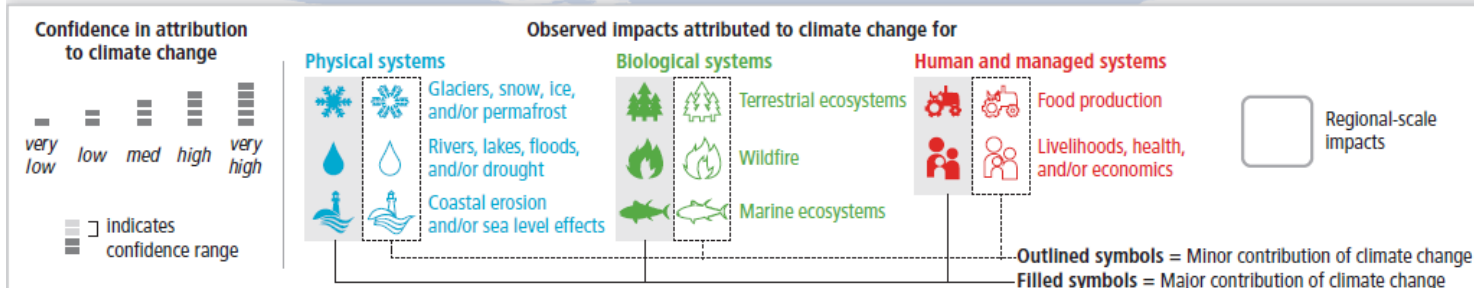 Confidence in attribution
to climate change
very
low
low
med
high
very
high
indicates
confidence range
Observed impacts attributed to climate change for
Physical systems
Glaciers, snow, ice,
and/or permafrost
Rivers, lakes, floods,
and/or drought
Coastal erosion
and/or sea level effects
Biological systems
Terrestrial ecosystems
Wildfire
Marine ecosystems
Human and managed systems
Food production
Livelihoods, health,
and/or economics
Regional-scale
impacts
Outlined symbols = Minor contribution of climate change
Filled symbols = Major contribution of climate change